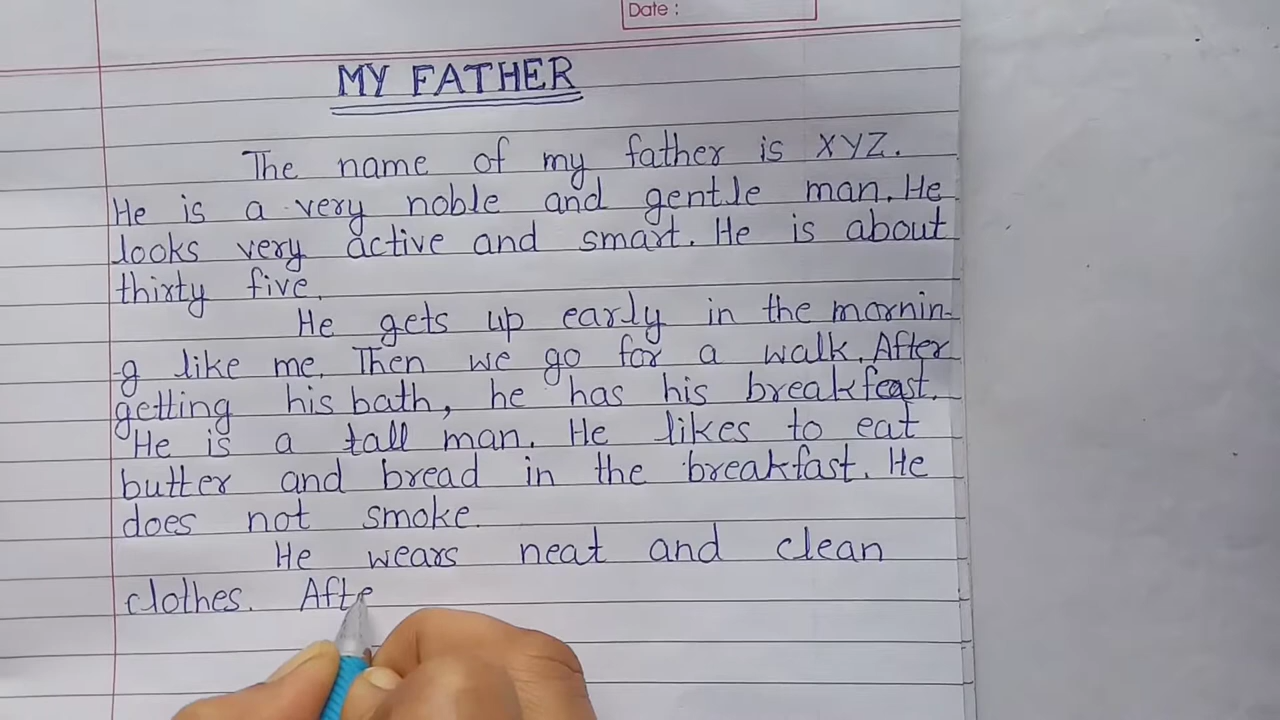 Date :
MY FATHER
The name of my father is XYZ.
He is a very noble and gentle man. He
looks very active and smart. He is about
thirty five.
He gets up early in the mornin-
-g like me. Then we go for a walk. After
getting his bath, he has his breakfeast.
He is a tall man. He likes to eat
butter and bread in the breakfast. He
does not smoke.
He wears neat and clean
clothes. Afte